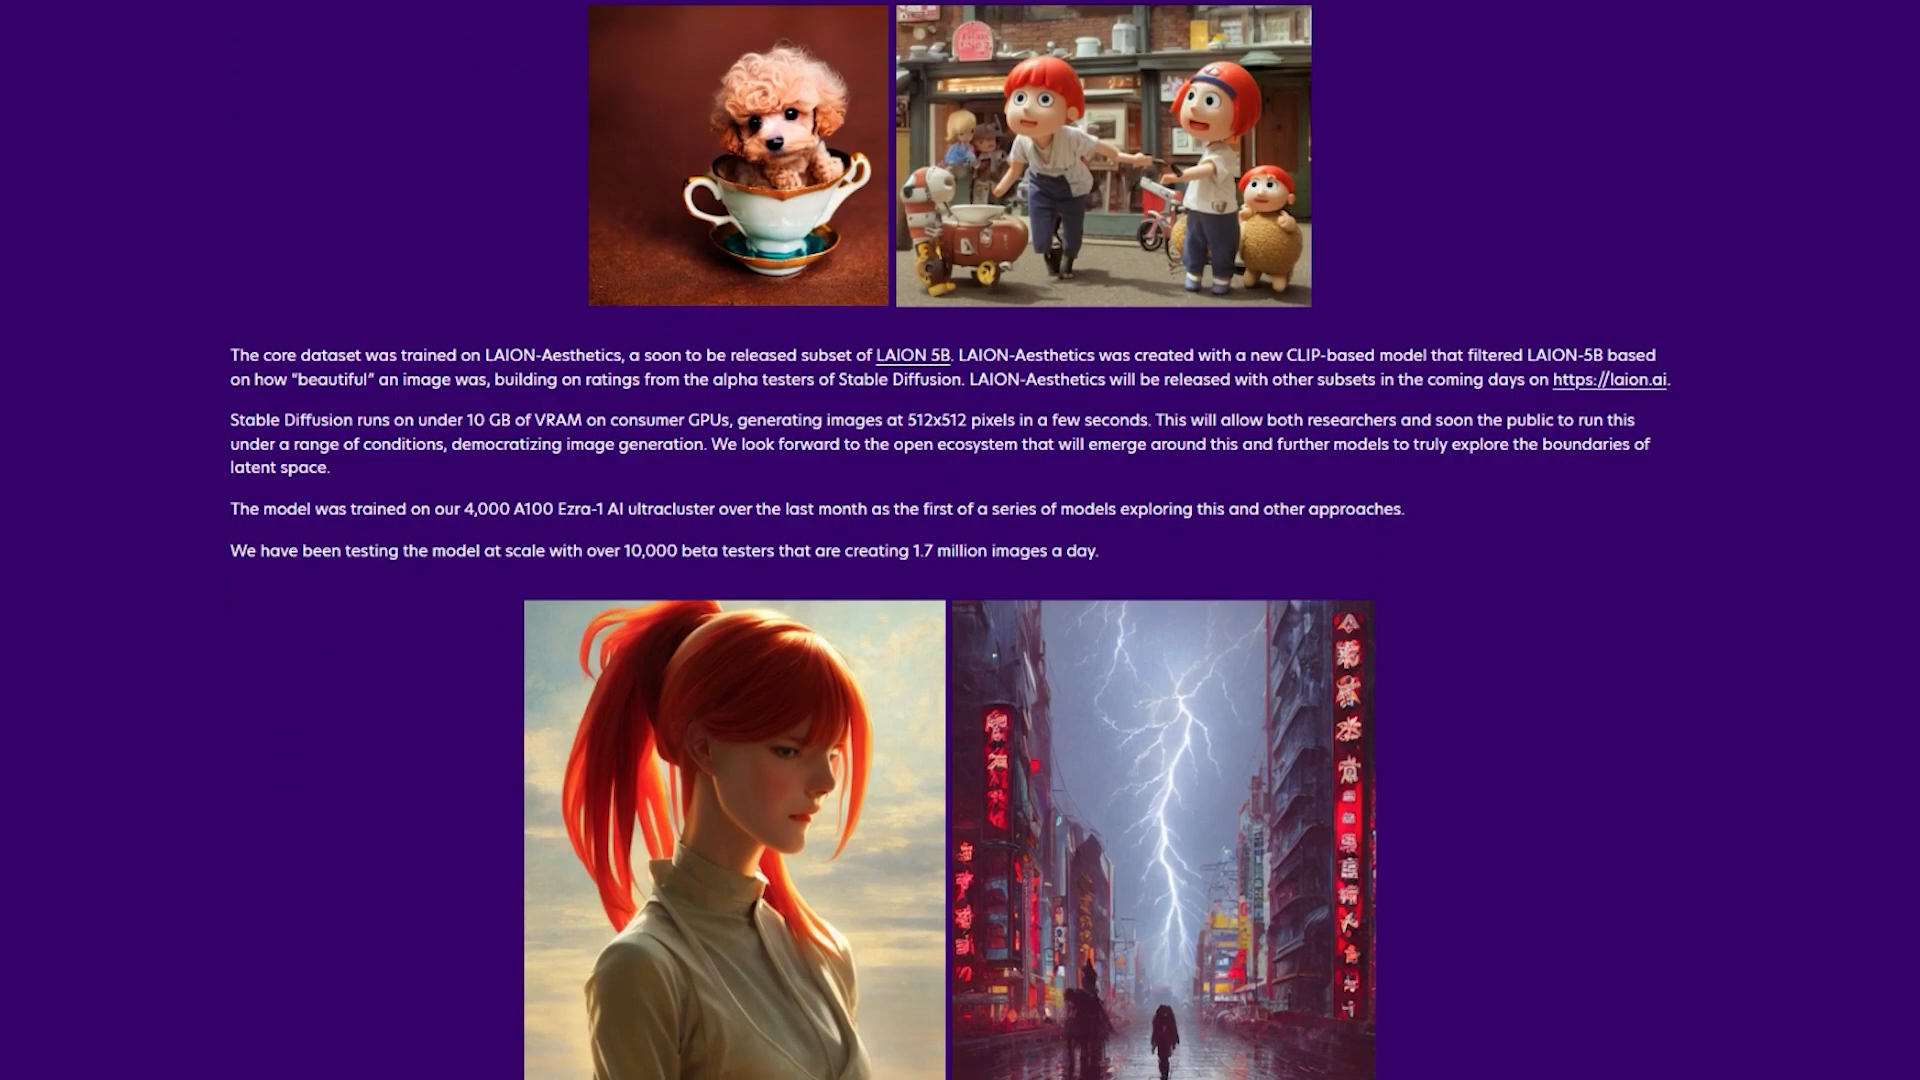 The core dataset was trained on LAION-Aesthetics, a soon to be released subset of LAION 5B. LAION-Aesthetics was created with a new CLIP-based model that filtered LAION-5B based
on how “beautiful” an image was, building on ratings from the alpha testers of Stable Diffusion. LAION-Aesthetics will be released with other subsets in the coming days on https://laion.ai.
Stable Diffusion runs on under 10 GB of VRAM on consumer GPUs, generating images at 512x512 pixels in a few seconds. This will allow both researchers and soon the public to run this
under a range of conditions, democratizing image generation. We look forward to the open ecosystem that will emerge around this and further models to truly explore the boundaries of
latent space.
The model was trained on our 4,000 A100 Ezra-1 AI ultracluster over the last month as the first of a series of models exploring this and other approaches.
We have been testing the model at scale with over 10,000 beta testers that are creating 1.7 million images a day.